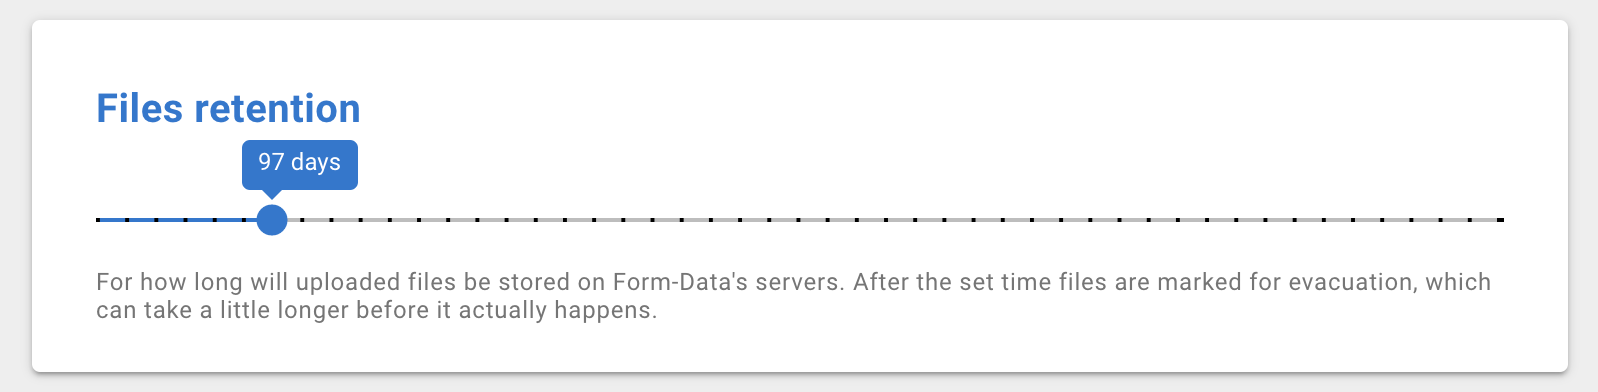 Files retention
97 days
For how long will uploaded files be stored on Form-Data's servers. After the set time files are marked for evacuation, which
can take a little longer before it actually happens.